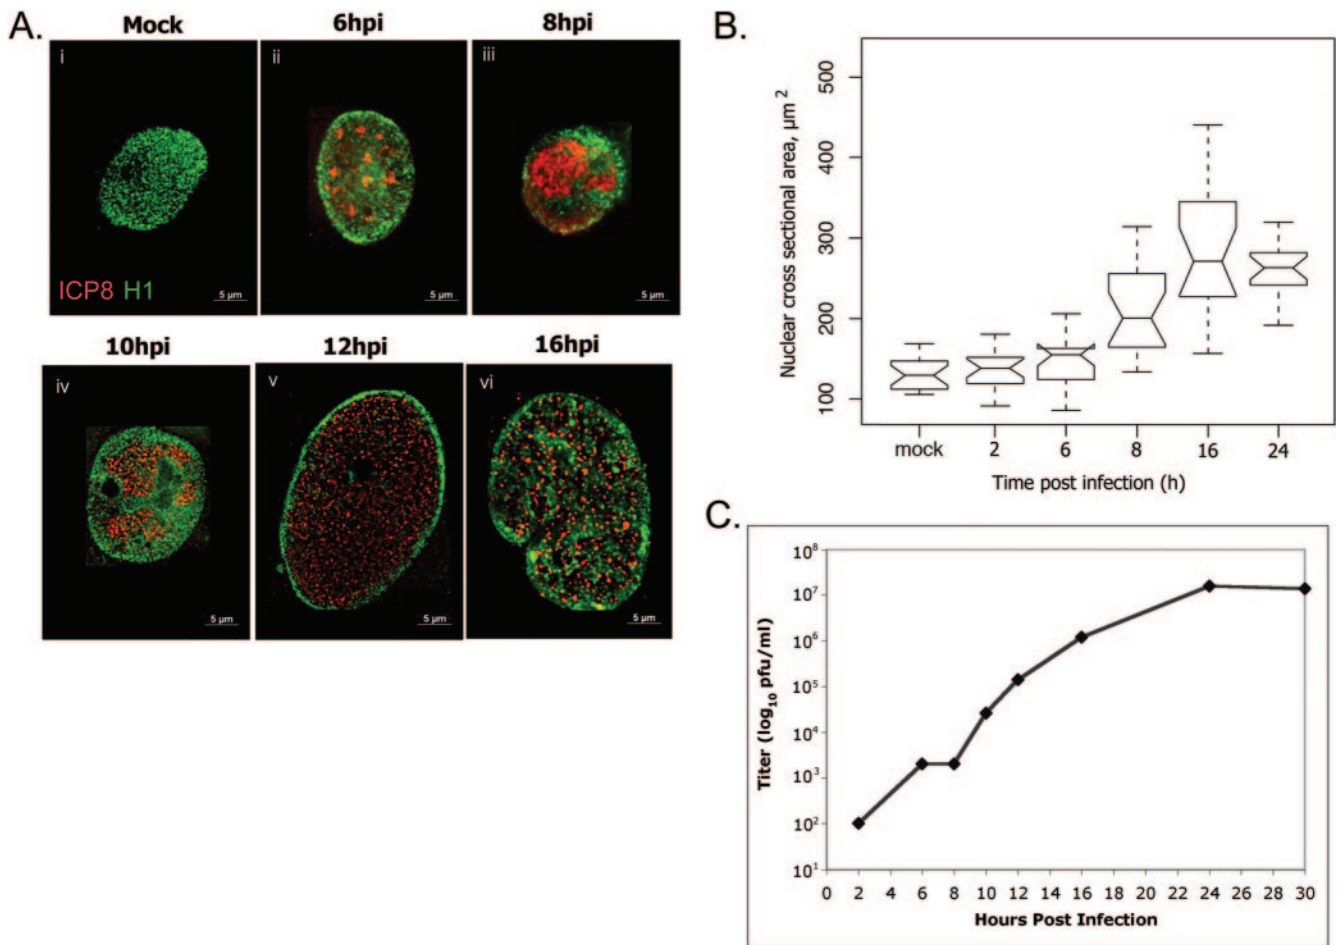 A.
Mock 6hpi 8hpi
i ii iii
ICP8 H1
5 µm 5 µm 5 µm
10hpi 12hpi 16hpi
iv v vi
5 µm 5 µm 5 µm
B.
Nuclear cross sectional area, µm²
500
400
300
200
100
mock 2 6 8 16 24
Time post infection (h)
C.
Titer (log₁₀ pfu/ml)
10⁸
10⁷
10⁶
10⁵
10⁴
10³
10²
10¹
0 2 4 6 8 10 12 14 16 18 20 22 24 26 28 30
Hours Post Infection